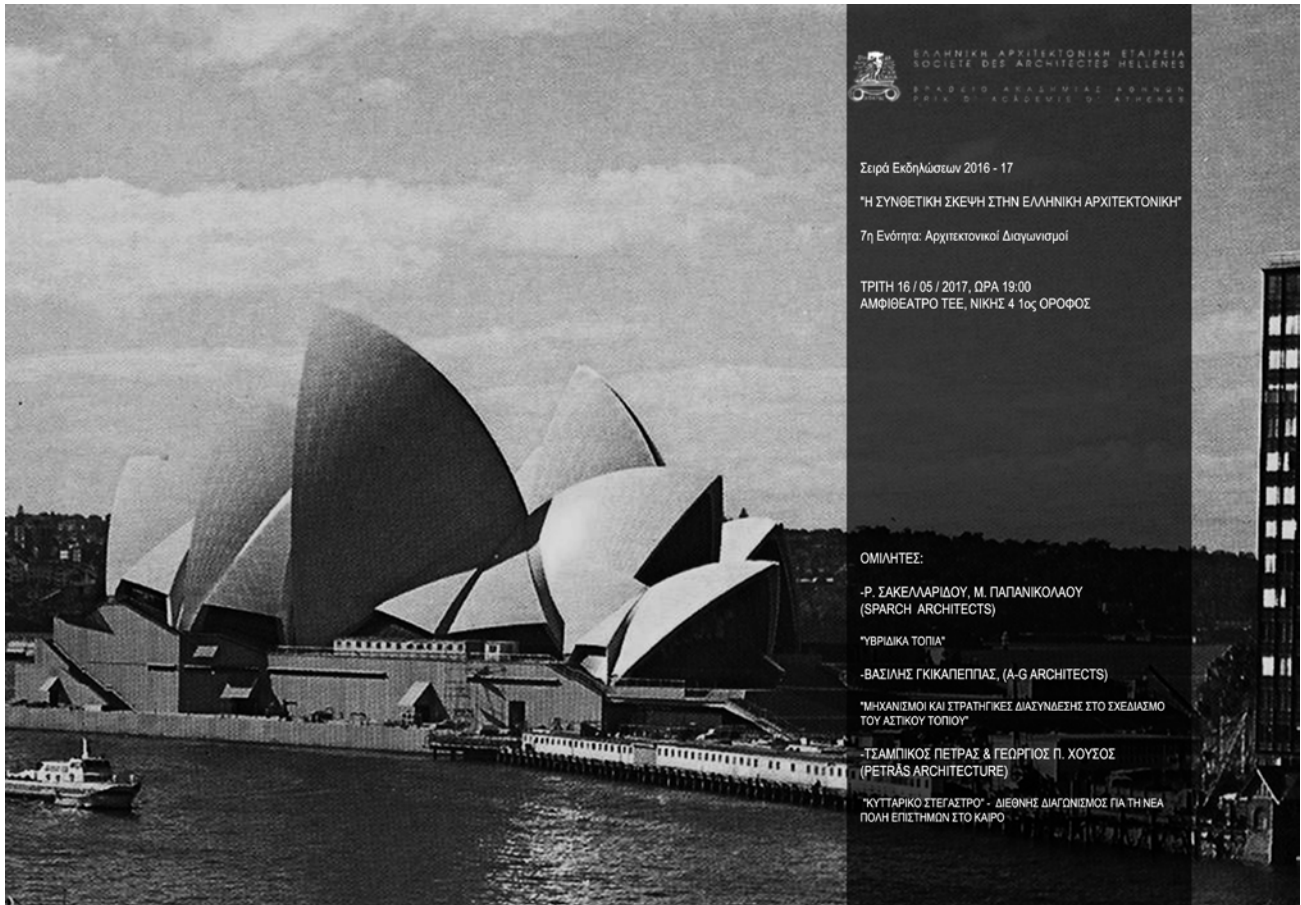 ΕΛΛΗΝΙΚΗ ΑΡΧΙΤΕΚΤΟΝΙΚΗ ΕΤΑΙΡΕΙΑ
SOCIETE DES ARCHITECTES HELLENES
ΒΡΑΒΕΙΟ ΑΚΑΔΗΜΙΑΣ ΑΘΗΝΩΝ
PRIX D' ACADEMIE D' ATHENES
Σειρά Εκδηλώσεων 2016 - 17
"Η ΣΥΝΘΕΤΙΚΗ ΣΚΕΨΗ ΣΤΗΝ ΕΛΛΗΝΙΚΗ ΑΡΧΙΤΕΚΤΟΝΙΚΗ"
7η Ενότητα: Αρχιτεκτονικοί Διαγωνισμοί
ΤΡΙΤΗ 16 / 05 / 2017, ΩΡΑ 19:00
ΑΜΦΙΘΕΑΤΡΟ ΤΕΕ, ΝΙΚΗΣ 4 1ος ΟΡΟΦΟΣ
ΟΜΙΛΗΤΕΣ:
-Ρ. ΣΑΚΕΛΛΑΡΙΔΟΥ, Μ. ΠΑΠΑΝΙΚΟΛΑΟΥ
(SPARCH ARCHITECTS)
"ΥΒΡΙΔΙΚΑ ΤΟΠΙΑ"
-ΒΑΣΙΛΗΣ ΓΚΙΚΑΠΕΠΠΑΣ, (A-G ARCHITECTS)
"ΜΗΧΑΝΙΣΜΟΙ ΚΑΙ ΣΤΡΑΤΗΓΙΚΕΣ ΔΙΑΣΥΝΔΕΣΗΣ ΣΤΟ ΣΧΕΔΙΑΣΜΟ
ΤΟΥ ΑΣΤΙΚΟΥ ΤΟΠΙΟΥ"
-ΤΣΑΜΠΙΚΟΣ ΠΕΤΡΑΣ & ΓΕΩΡΓΙΟΣ Π. ΧΟΥΣΟΣ
(PETRĀS ARCHITECTURE)
"ΚΥΤΤΑΡΙΚΟ ΣΤΕΓΑΣΤΡΟ" - ΔΙΕΘΝΗΣ ΔΙΑΓΩΝΙΣΜΟΣ ΓΙΑ ΤΗ ΝΕΑ
ΠΟΛΗ ΕΠΙΣΤΗΜΩΝ ΣΤΟ ΚΑΙΡΟ